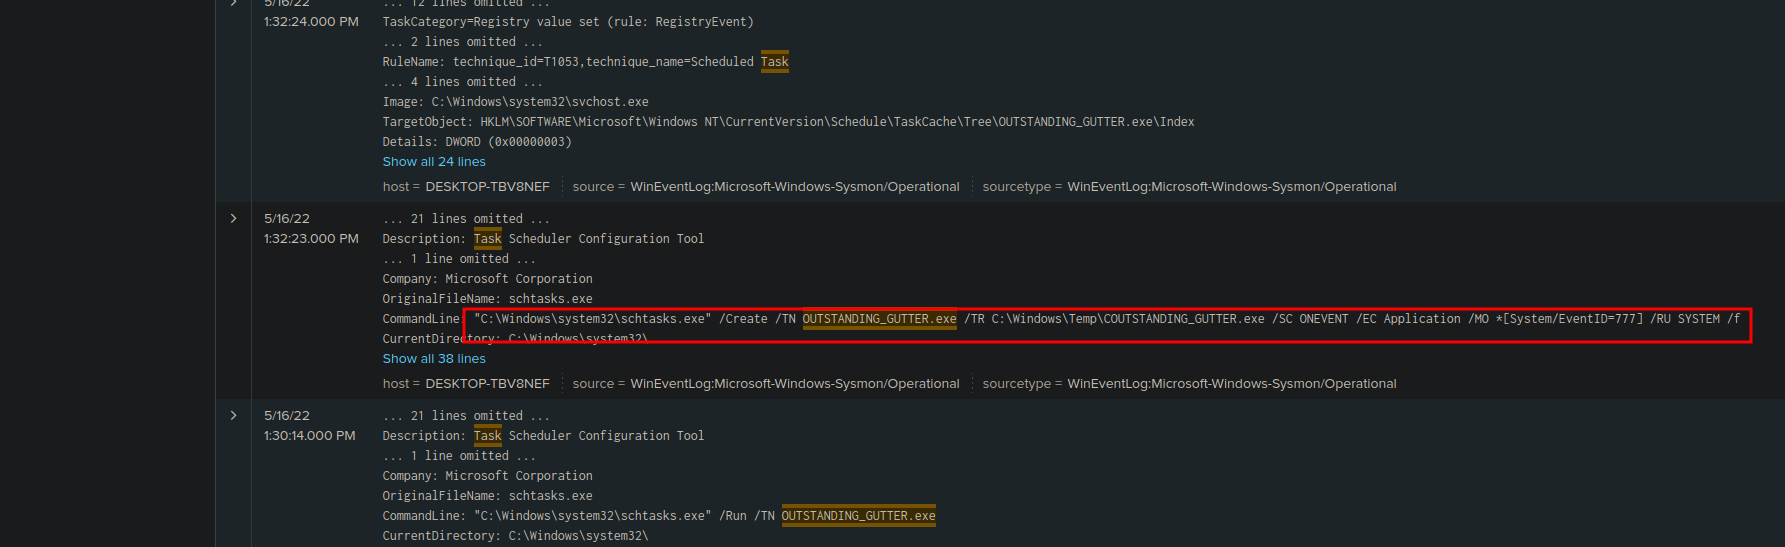 5/16/22 ... 12 lines omitted ...
1:32:24.000 PM TaskCategory=Registry value set (rule: RegistryEvent)
... 2 lines omitted ...
RuleName: technique_id=T1053,technique_name=Scheduled Task
... 4 lines omitted ...
Image: C:\Windows\system32\svchost.exe
TargetObject: HKLM\SOFTWARE\Microsoft\Windows NT\CurrentVersion\Schedule\TaskCache\Tree\OUTSTANDING_GUTTER.exe\Index
Details: DWORD (0x00000003)
Show all 24 lines
host = DESKTOP-TBV8NEF source = WinEventLog:Microsoft-Windows-Sysmon/Operational sourcetype = WinEventLog:Microsoft-Windows-Sysmon/Operational
5/16/22 ... 21 lines omitted ...
1:32:23.000 PM Description: Task Scheduler Configuration Tool
... 1 line omitted ...
Company: Microsoft Corporation
OriginalFileName: schtasks.exe
CommandLine: "C:\Windows\system32\schtasks.exe" /Create /TN OUTSTANDING_GUTTER.exe /TR C:\Windows\Temp\COUTSTANDING_GUTTER.exe /SC ONEVENT /EC Application /MO *[System/EventID=777] /RU SYSTEM /f
CurrentDirectory: C:\Windows\system32\
Show all 38 lines
host = DESKTOP-TBV8NEF source = WinEventLog:Microsoft-Windows-Sysmon/Operational sourcetype = WinEventLog:Microsoft-Windows-Sysmon/Operational
5/16/22 ... 21 lines omitted ...
1:30:14.000 PM Description: Task Scheduler Configuration Tool
... 1 line omitted ...
Company: Microsoft Corporation
OriginalFileName: schtasks.exe
CommandLine: "C:\Windows\system32\schtasks.exe" /Run /TN OUTSTANDING_GUTTER.exe
CurrentDirectory: C:\Windows\system32\